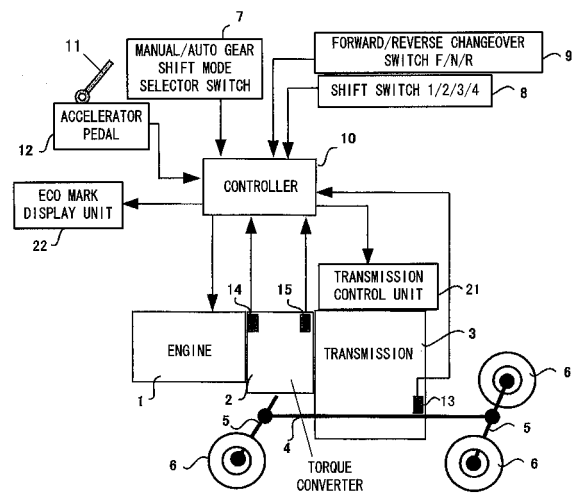 7
MANUAL/AUTO GEAR
SHIFT MODE
SELECTOR SWITCH
FORWARD/REVERSE CHANGEOVER
SWITCH F/N/R
9
SHIFT SWITCH 1/2/3/4
8
11
ACCELERATOR
PEDAL
12
10
CONTROLLER
ECO MARK
DISPLAY UNIT
22
14
15
TRANSMISSION
CONTROL UNIT
21
ENGINE
1
2
TRANSMISSION
3
13
5
4
6
TORQUE
CONVERTER
6
5
6